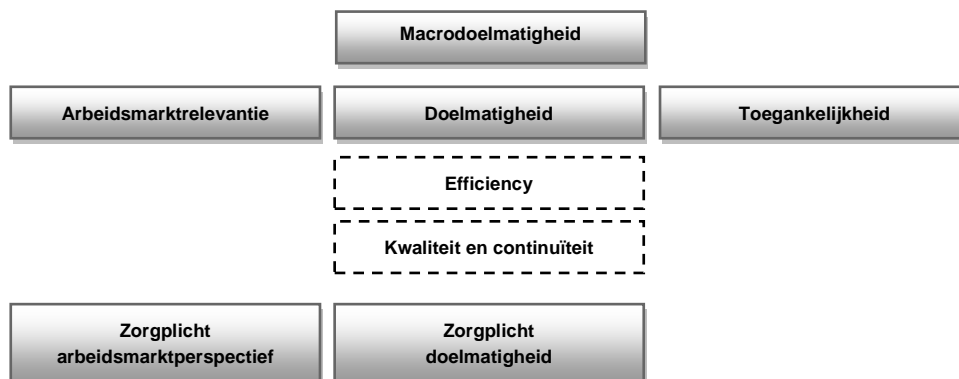 Macrodoelmatigheid
Arbeidsmarktrelevantie
Doelmatigheid
Toegankelijkheid
Efficiency
Kwaliteit en continuïteit
Zorgplicht
arbeidsmarktperspectief
Zorgplicht
doelmatigheid